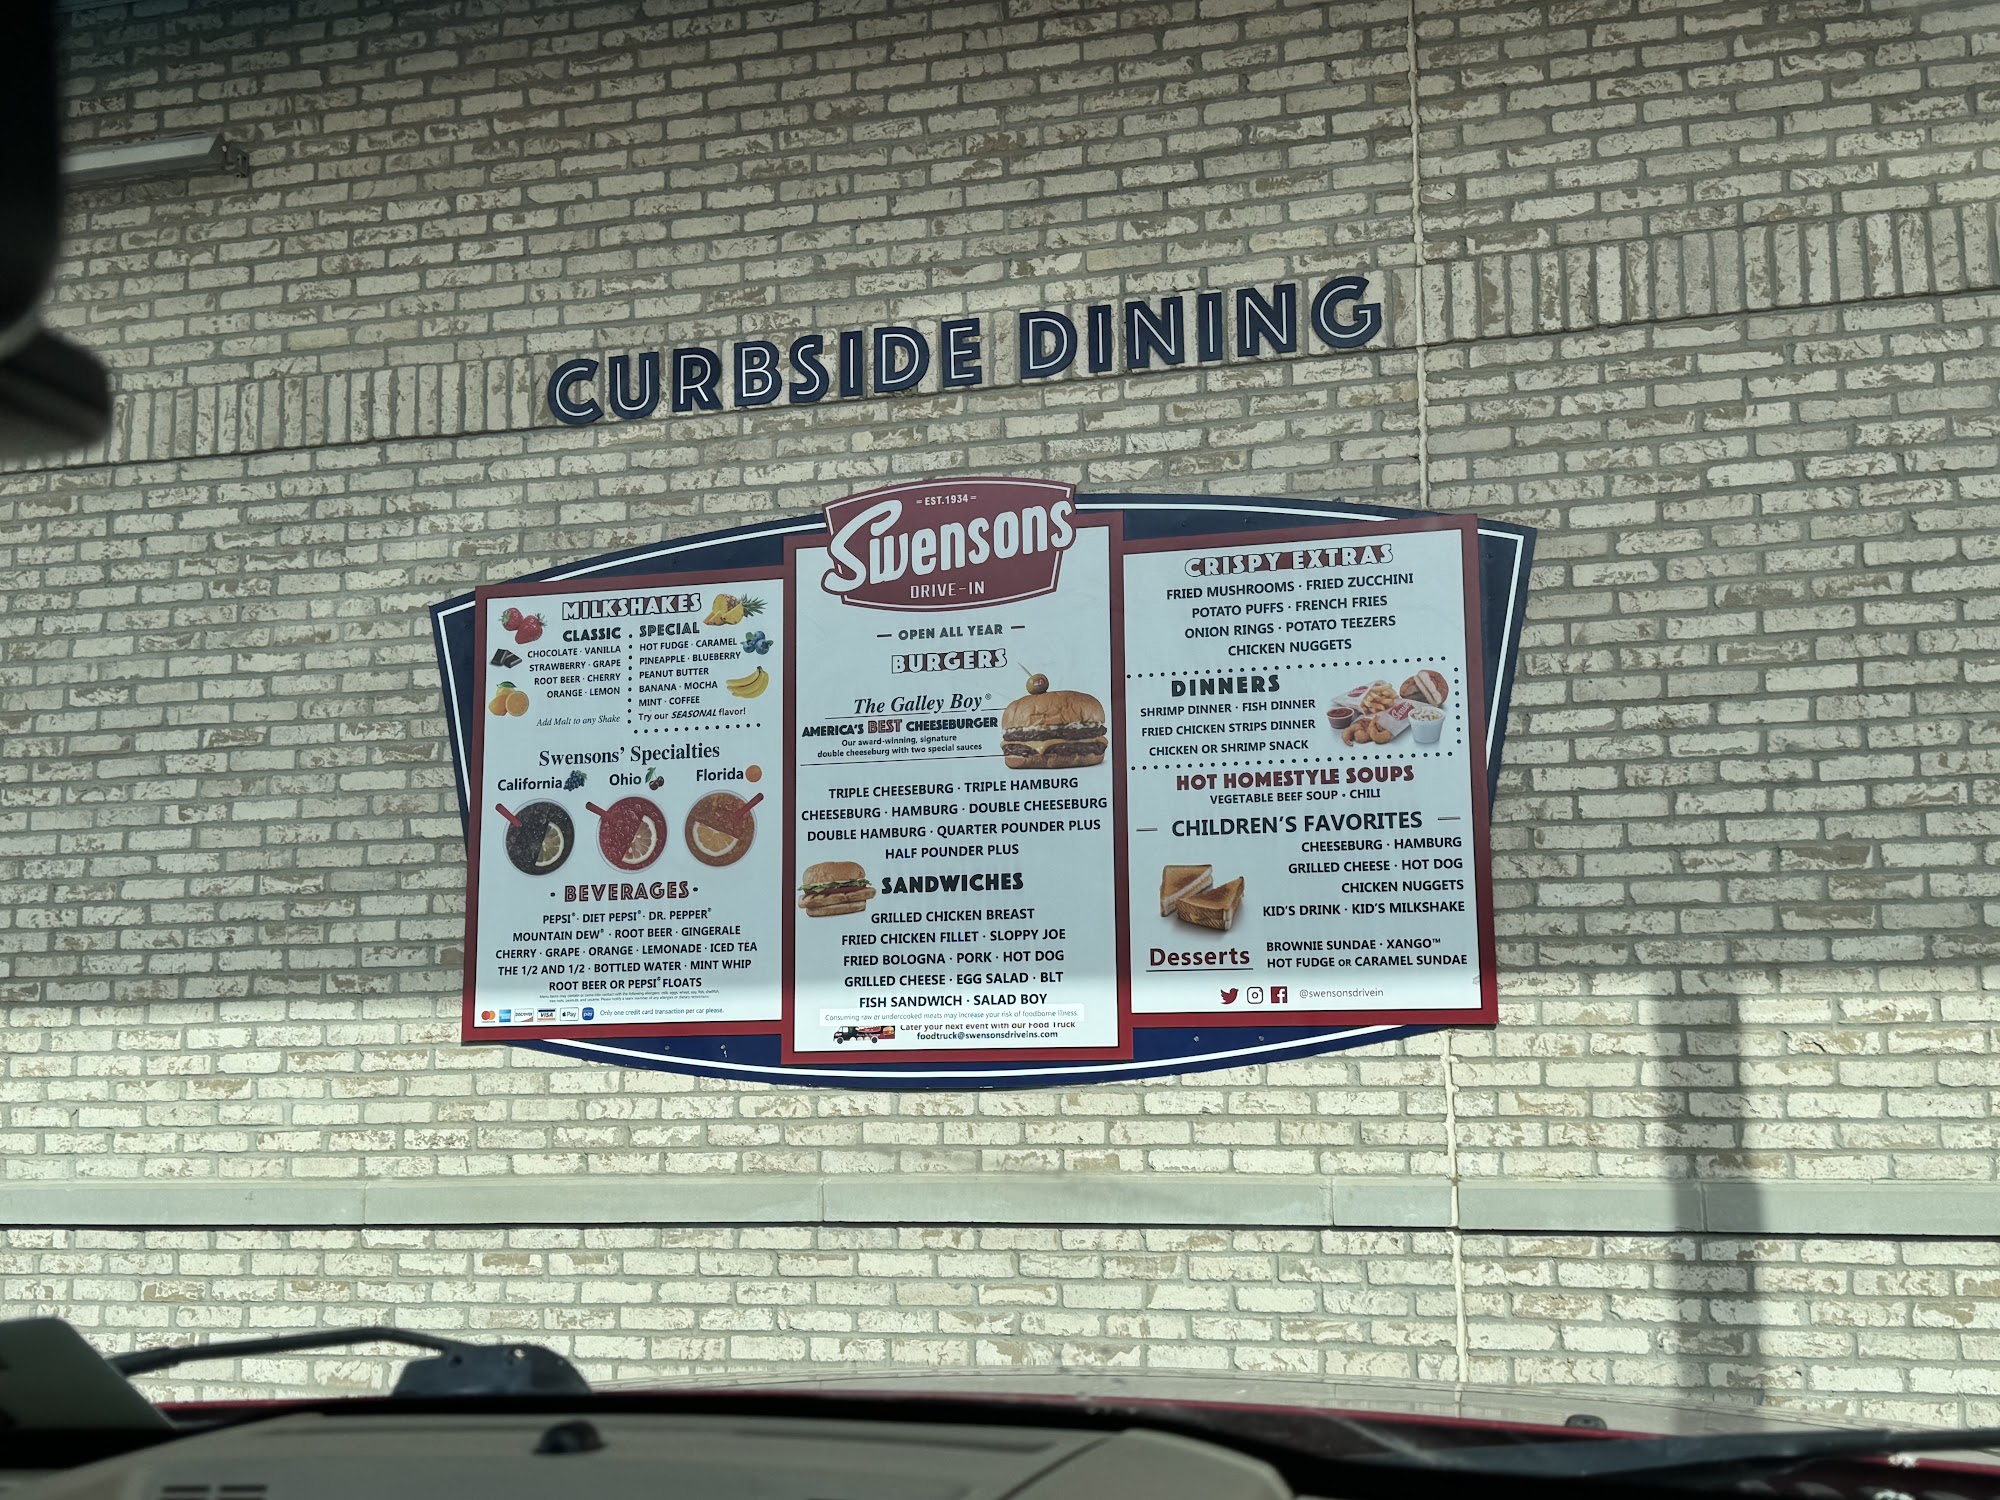 CURBSIDE DINING
= EST.1934 =
Swensons
DRIVE-IN
MILKSHAKES
CLASSIC
CHOCOLATE · VANILLA
STRAWBERRY · GRAPE
ROOT BEER · CHERRY
ORANGE · LEMON
Add Malt to any Shake
SPECIAL
HOT FUDGE · CARAMEL
PINEAPPLE · BLUEBERRY
PEANUT BUTTER
BANANA · MOCHA
MINT · COFFEE
Try our SEASONAL flavor!
Swensons' Specialties
California Ohio Florida
· BEVERAGES ·
PEPSI® · DIET PEPSI® · DR. PEPPER®
MOUNTAIN DEW® · ROOT BEER · GINGERALE
CHERRY · GRAPE · ORANGE · LEMONADE · ICED TEA
THE 1/2 AND 1/2 · BOTTLED WATER · MINT WHIP
ROOT BEER OR PEPSI® FLOATS
DISCOVER VISA Pay pay Only one credit card transaction per car please.
— OPEN ALL YEAR —
BURGERS
The Galley Boy®
AMERICA'S BEST CHEESEBURGER
Our award-winning, signature
double cheeseburg with two special sauces
TRIPLE CHEESEBURG · TRIPLE HAMBURG
CHEESEBURG · HAMBURG · DOUBLE CHEESEBURG
DOUBLE HAMBURG · QUARTER POUNDER PLUS
HALF POUNDER PLUS
SANDWICHES
GRILLED CHICKEN BREAST
FRIED CHICKEN FILLET · SLOPPY JOE
FRIED BOLOGNA · PORK · HOT DOG
GRILLED CHEESE · EGG SALAD · BLT
FISH SANDWICH · SALAD BOY
Consuming raw or undercooked meats may increase your risk of foodborne illness.
Cater your next event with our Food Truck
foodtruck@swensonsdriveins.com
CRISPY EXTRAS
FRIED MUSHROOMS · FRIED ZUCCHINI
POTATO PUFFS · FRENCH FRIES
ONION RINGS · POTATO TEEZERS
CHICKEN NUGGETS
DINNERS
SHRIMP DINNER · FISH DINNER
FRIED CHICKEN STRIPS DINNER
CHICKEN OR SHRIMP SNACK
HOT HOMESTYLE SOUPS
VEGETABLE BEEF SOUP • CHILI
— CHILDREN'S FAVORITES —
CHEESEBURG · HAMBURG
GRILLED CHEESE · HOT DOG
CHICKEN NUGGETS
KID'S DRINK · KID'S MILKSHAKE
Desserts
BROWNIE SUNDAE · XANGO™
HOT FUDGE OR CARAMEL SUNDAE
@swensonsdrivein